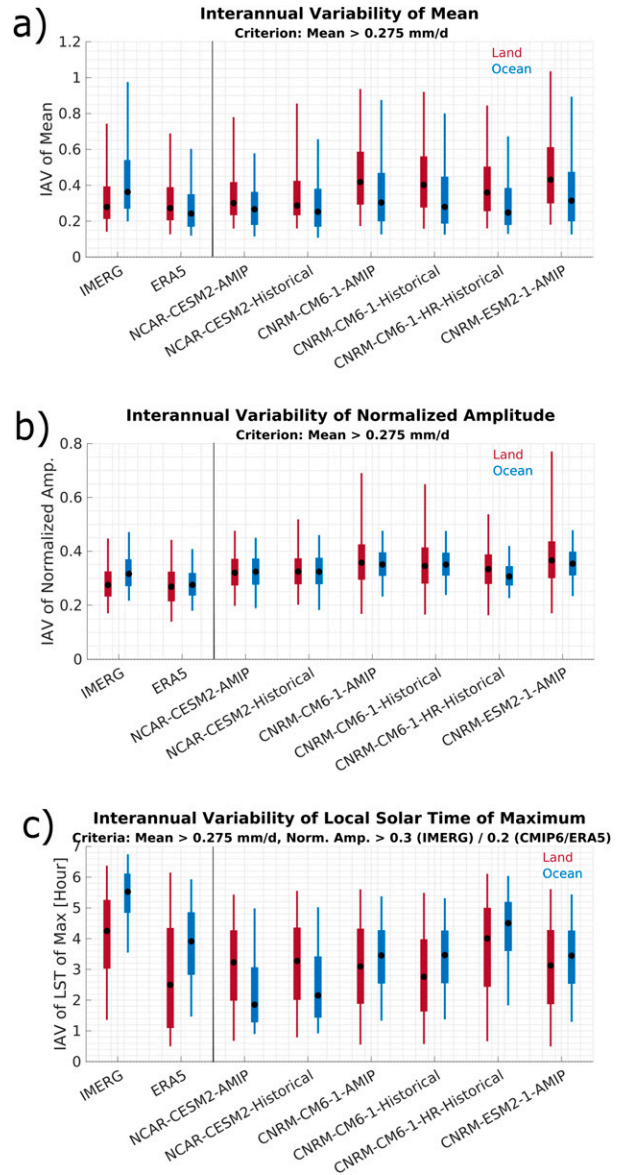 a)
Interannual Variability of Mean
Criterion: Mean > 0.275 mm/d
Land
Ocean
IAV of Mean
1.2
1
0.8
0.6
0.4
0.2
0
IMERG
ERA5
NCAR-CESM2-AMIP
NCAR-CESM2-Historical
CNRM-CM6-1-AMIP
CNRM-CM6-1-Historical
CNRM-CM6-1-HR-Historical
CNRM-ESM2-1-AMIP
b)
Interannual Variability of Normalized Amplitude
Criterion: Mean > 0.275 mm/d
Land
Ocean
IAV of Normalized Amp.
0.8
0.6
0.4
0.2
0
IMERG
ERA5
NCAR-CESM2-AMIP
NCAR-CESM2-Historical
CNRM-CM6-1-AMIP
CNRM-CM6-1-Historical
CNRM-CM6-1-HR-Historical
CNRM-ESM2-1-AMIP
c)
Interannual Variability of Local Solar Time of Maximum
Criteria: Mean > 0.275 mm/d, Norm. Amp. > 0.3 (IMERG) / 0.2 (CMIP6/ERA5)
Land
Ocean
IAV of LST of Max [Hour]
7
6
5
4
3
2
1
0
IMERG
ERA5
NCAR-CESM2-AMIP
NCAR-CESM2-Historical
CNRM-CM6-1-AMIP
CNRM-CM6-1-Historical
CNRM-CM6-1-HR-Historical
CNRM-ESM2-1-AMIP